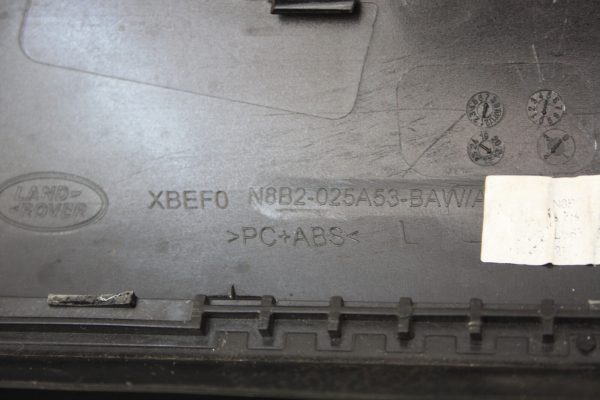 LAND-
ROVER
XBEF0 N8B2-025A53-BAW/A
>PC+ABS< L